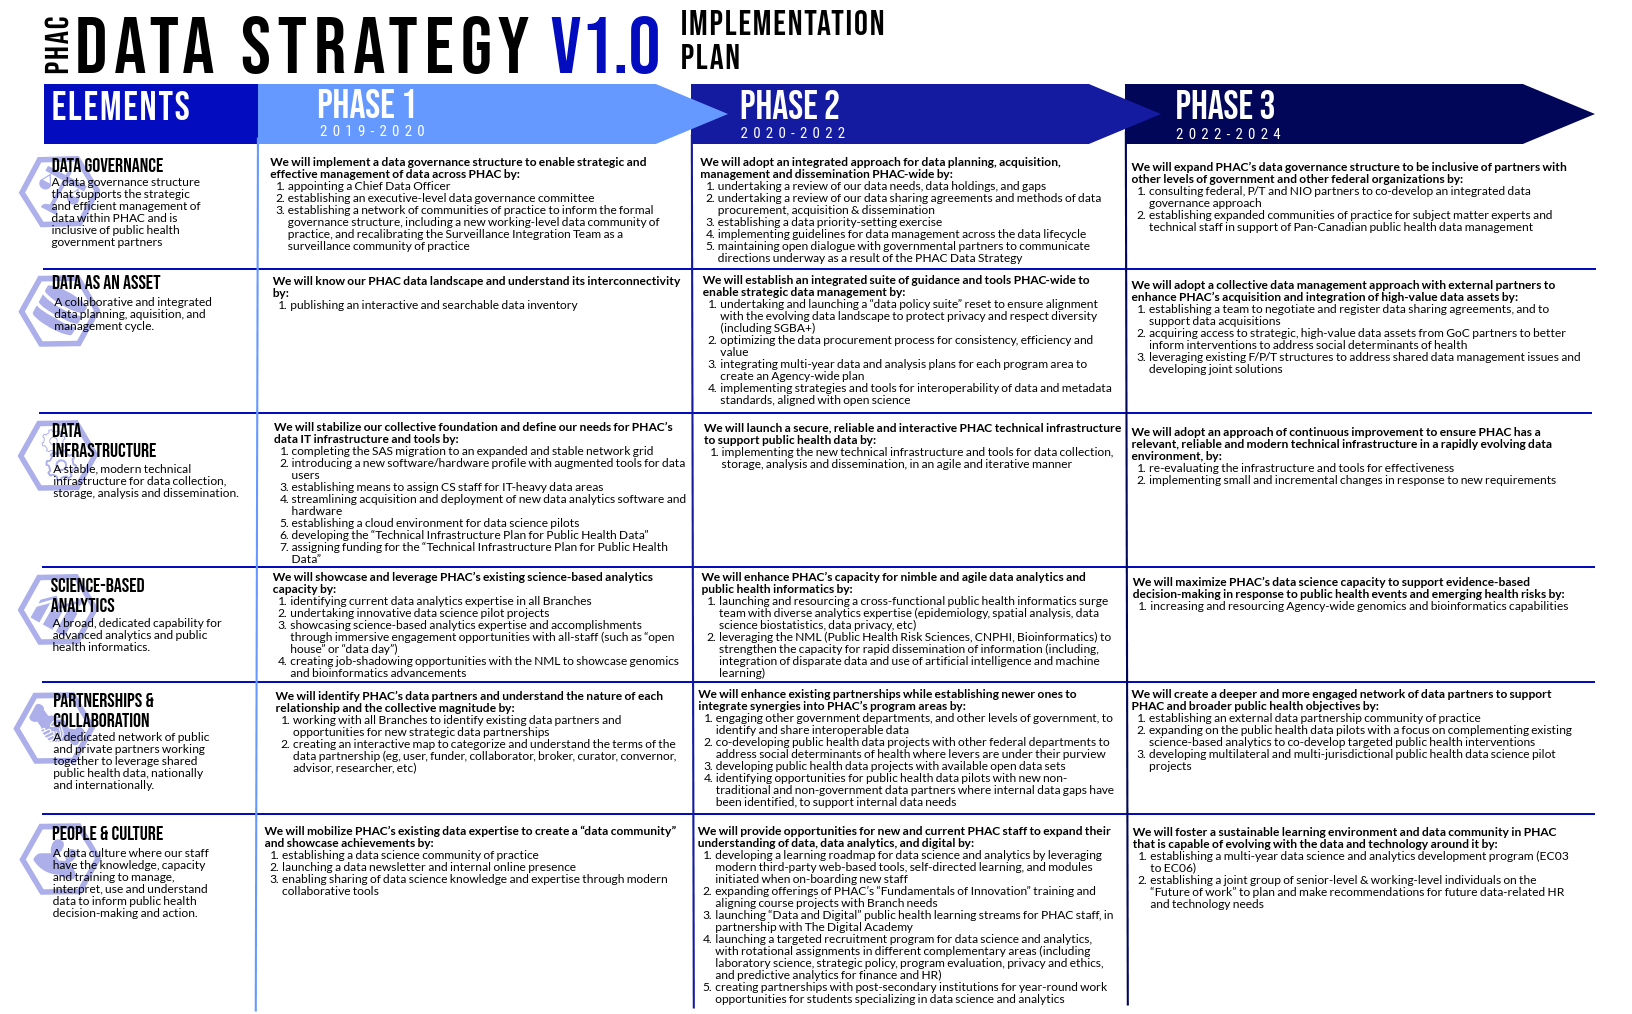 PHAC
DATA STRATEGY V1.0
IMPLEMENTATION
PLAN
ELEMENTS
PHASE 1
2019-2020
PHASE 2
2020-2022
PHASE 3
2022-2024
DATA GOVERNANCE
A data governance structure
that supports the strategic
and efficient management of
data within PHAC and is
inclusive of public health
government partners
We will implement a data governance structure to enable strategic and
effective management of data across PHAC by:
1. appointing a Chief Data Officer
2. establishing an executive-level data governance committee
3. establishing a network of communities of practice to inform the formal
governance structure, including a new working-level data community of
practice, and recalibrating the Surveillance Integration Team as a
surveillance community of practice
We will adopt an integrated approach for data planning, acquisition,
management and dissemination PHAC-wide by:
1. undertaking a review of our data needs, data holdings, and gaps
2. undertaking a review of our data sharing agreements and methods of data
procurement, acquisition & dissemination
3. establishing a data priority-setting exercise
4. implementing guidelines for data management across the data lifecycle
5. maintaining open dialogue with governmental partners to communicate
directions underway as a result of the PHAC Data Strategy
We will expand PHAC's data governance structure to be inclusive of partners with
other levels of government and other federal organizations by:
1. consulting federal, P/T and NIO partners to co-develop an integrated data
governance approach
2. establishing expanded communities of practice for subject matter experts and
technical staff in support of Pan-Canadian public health data management
DATA AS AN ASSET
A collaborative and integrated
data planning, aquisition, and
management cycle.
We will know our PHAC data landscape and understand its interconnectivity
by:
1. publishing an interactive and searchable data inventory
We will establish an integrated suite of guidance and tools PHAC-wide to
enable strategic data management by:
1. undertaking and launching a “data policy suite” reset to ensure alignment
with the evolving data landscape to protect privacy and respect diversity
(including SGBA+)
2. optimizing the data procurement process for consistency, efficiency and
value
3. integrating multi-year data and analysis plans for each program area to
create an Agency-wide plan
4. implementing strategies and tools for interoperability of data and metadata
standards, aligned with open science
We will adopt a collective data management approach with external partners to
enhance PHAC's acquisition and integration of high-value data assets by:
1. establishing a team to negotiate and register data sharing agreements, and to
support data acquisitions
2. acquiring access to strategic, high-value data assets from GoC partners to better
inform interventions to address social determinants of health
3. leveraging existing F/P/T structures to address shared data management issues and
developing joint solutions
DATA
INFRASTRUCTURE
A stable, modern technical
infrastructure for data collection,
storage, analysis and dissemination.
We will stabilize our collective foundation and define our needs for PHAC's
data IT infrastructure and tools by:
1. completing the SAS migration to an expanded and stable network grid
2. introducing a new software/hardware profile with augmented tools for data
users
3. establishing means to assign CS staff for IT-heavy data areas
4. streamlining acquisition and deployment of new data analytics software and
hardware
5. establishing a cloud environment for data science pilots
6. developing the “Technical Infrastructure Plan for Public Health Data”
7. assigning funding for the “Technical Infrastructure Plan for Public Health
Data”
We will launch a secure, reliable and interactive PHAC technical infrastructure
to support public health data by:
1. implementing the new technical infrastructure and tools for data collection,
storage, analysis and dissemination, in an agile and iterative manner
We will adopt an approach of continuous improvement to ensure PHAC has a
relevant, reliable and modern technical infrastructure in a rapidly evolving data
environment, by:
1. re-evaluating the infrastructure and tools for effectiveness
2. implementing small and incremental changes in response to new requirements
SCIENCE-BASED
ANALYTICS
A broad, dedicated capability for
advanced analytics and public
health informatics.
We will showcase and leverage PHAC's existing science-based analytics
capacity by:
1. identifying current data analytics expertise in all Branches
2. undertaking innovative data science pilot projects
3. showcasing science-based analytics expertise and accomplishments
through immersive engagement opportunities with all-staff (such as “open
house” or “data day”)
4. creating job-shadowing opportunities with the NML to showcase genomics
and bioinformatics advancements
We will enhance PHAC's capacity for nimble and agile data analytics and
public health informatics by:
1. launching and resourcing a cross-functional public health informatics surge
team with diverse analytics expertise (epidemiology, spatial analysis, data
science biostatistics, data privacy, etc)
2. leveraging the NML (Public Health Risk Sciences, CNPHI, Bioinformatics) to
strengthen the capacity for rapid dissemination of information (including,
integration of disparate data and use of artificial intelligence and machine
learning)
We will maximize PHAC's data science capacity to support evidence-based
decision-making in response to public health events and emerging health risks by:
1. increasing and resourcing Agency-wide genomics and bioinformatics capabilities
PARTNERSHIPS &
COLLABORATION
A dedicated network of public
and private partners working
together to leverage shared
public health data, nationally
and internationally.
We will identify PHAC's data partners and understand the nature of each
relationship and the collective magnitude by:
1. working with all Branches to identify existing data partners and
opportunities for new strategic data partnerships
2. creating an interactive map to categorize and understand the terms of the
data partnership (eg, user, funder, collaborator, broker, curator, convernor,
advisor, researcher, etc)
We will enhance existing partnerships while establishing newer ones to
integrate synergies into PHAC's program areas by:
1. engaging other government departments, and other levels of government, to
identify and share interoperable data
2. co-developing public health data projects with other federal departments to
address social determinants of health where levers are under their purview
3. developing public health data projects with available open data sets
4. identifying opportunities for public health data pilots with new non-
traditional and non-government data partners where internal data gaps have
been identified, to support internal data needs
We will create a deeper and more engaged network of data partners to support
PHAC and broader public health objectives by:
1. establishing an external data partnership community of practice
2. expanding on the public health data pilots with a focus on complementing existing
science-based analytics to co-develop targeted public health interventions
3. developing multilateral and multi-jurisdictional public health data science pilot
projects
PEOPLE & CULTURE
A data culture where our staff
have the knowledge, capacity
and training to manage,
interpret, use and understand
data to inform public health
decision-making and action.
We will mobilize PHAC's existing data expertise to create a “data community”
and showcase achievements by:
1. establishing a data science community of practice
2. launching a data newsletter and internal online presence
3. enabling sharing of data science knowledge and expertise through modern
collaborative tools
We will provide opportunities for new and current PHAC staff to expand their
understanding of data, data analytics, and digital by:
1. developing a learning roadmap for data science and analytics by leveraging
modern third-party web-based tools, self-directed learning, and modules
initiated when on-boarding new staff
2. expanding offerings of PHAC's “Fundamentals of Innovation” training and
aligning course projects with Branch needs
3. launching “Data and Digital” public health learning streams for PHAC staff, in
partnership with The Digital Academy
4. launching a targeted recruitment program for data science and analytics,
with rotational assignments in different complementary areas (including
laboratory science, strategic policy, program evaluation, privacy and ethics,
and predictive analytics for finance and HR)
5. creating partnerships with post-secondary institutions for year-round work
opportunities for students specializing in data science and analytics
We will foster a sustainable learning environment and data community in PHAC
that is capable of evolving with the data and technology around it by:
1. establishing a multi-year data science and analytics development program (EC03
to EC06)
2. establishing a joint group of senior-level & working-level individuals on the
“Future of work” to plan and make recommendations for future data-related HR
and technology needs